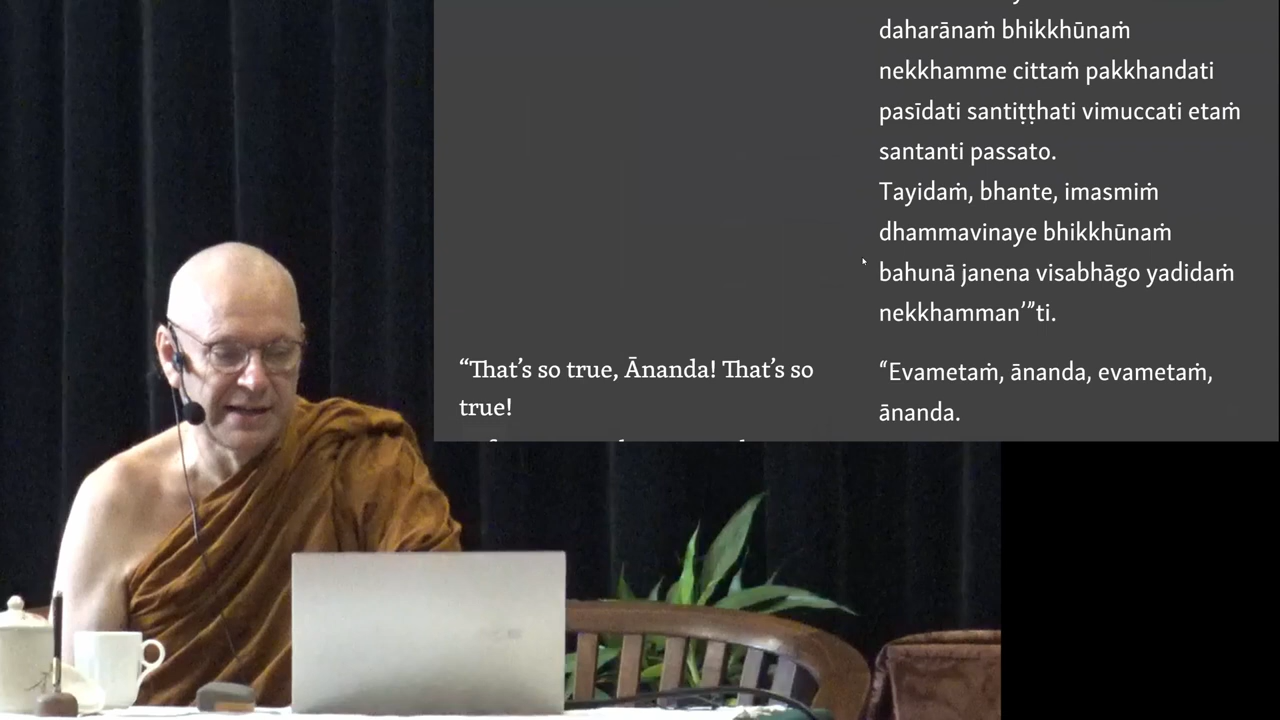 daharānaṁ bhikkhūnaṁ
nekkhamme cittaṁ pakkhandati
pasīdati santiṭṭhati vimuccati etaṁ
santanti passato.
Tayidaṁ, bhante, imasmiṁ
dhammavinaye bhikkhūnaṁ
bahunā janena visabhāgo yadidaṁ
nekkhamman’”ti.
“That’s so true, Ānanda! That’s so
true!
“Evametaṁ, ānanda, evametaṁ,
ānanda.